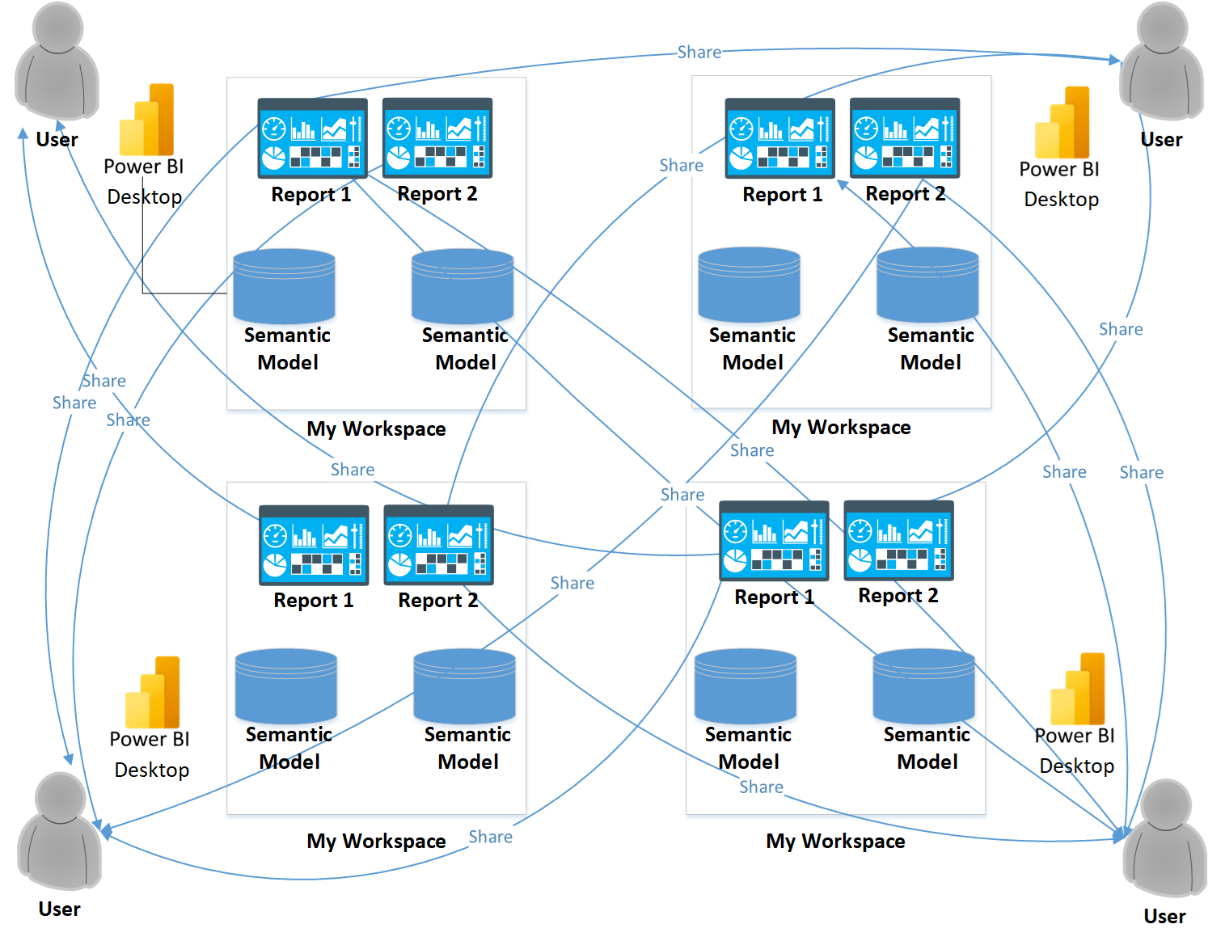 Share
User
User
Power BI
Desktop
Report 1
Report 2
Share
Report 1
Report 2
Power BI
Desktop
Semantic
Model
Semantic
Model
Semantic
Model
Semantic
Model
Share
Share
Share
Share
My Workspace
My Workspace
Share
Share
Share
Share
Share
Report 1
Report 2
Share
Report 1
Report 2
Power BI
Desktop
Semantic
Model
Semantic
Model
Semantic
Model
Semantic
Model
Power BI
Desktop
Share
My Workspace
Share
My Workspace
User
User